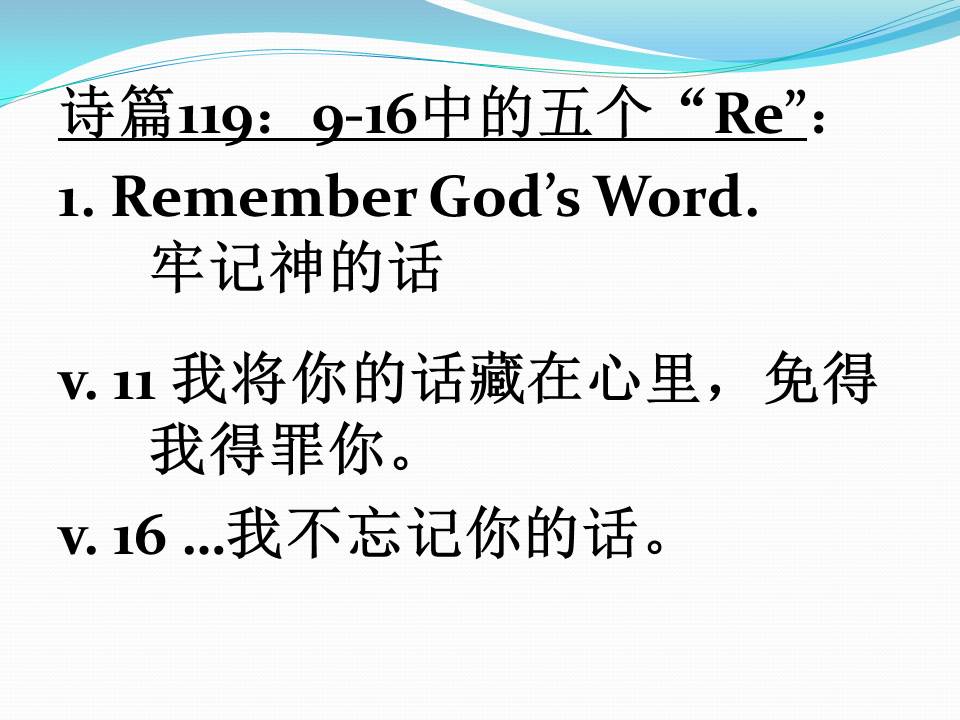 诗篇119：9-16中的五个“Re”：
1. Remember God’s Word.
牢记神的话
v. 11 我将你的话藏在心里，免得
我得罪你。
v. 16 …我不忘记你的话。